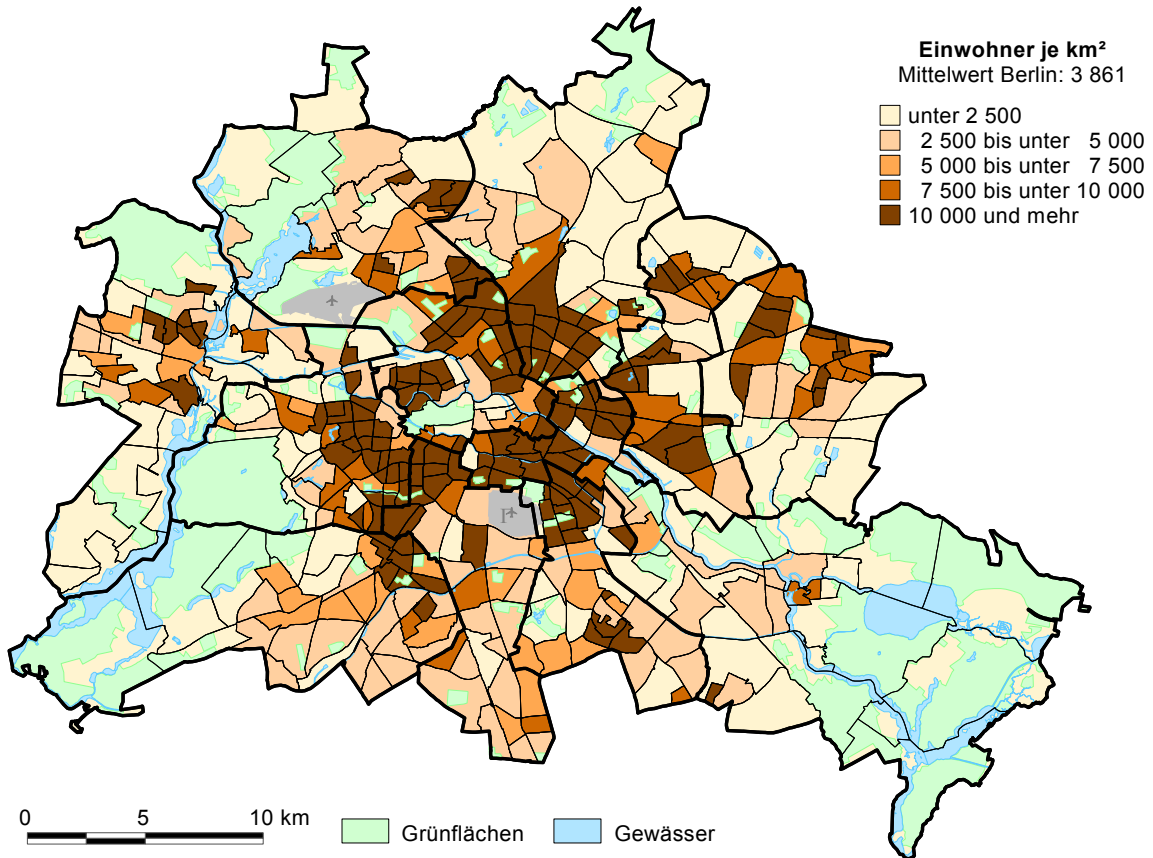 Einwohner je km²
Mittelwert Berlin: 3 861
unter 2 500
2 500 bis unter 5 000
5 000 bis unter 7 500
7 500 bis unter 10 000
10 000 und mehr
0 5 10 km
Grünflächen
Gewässer